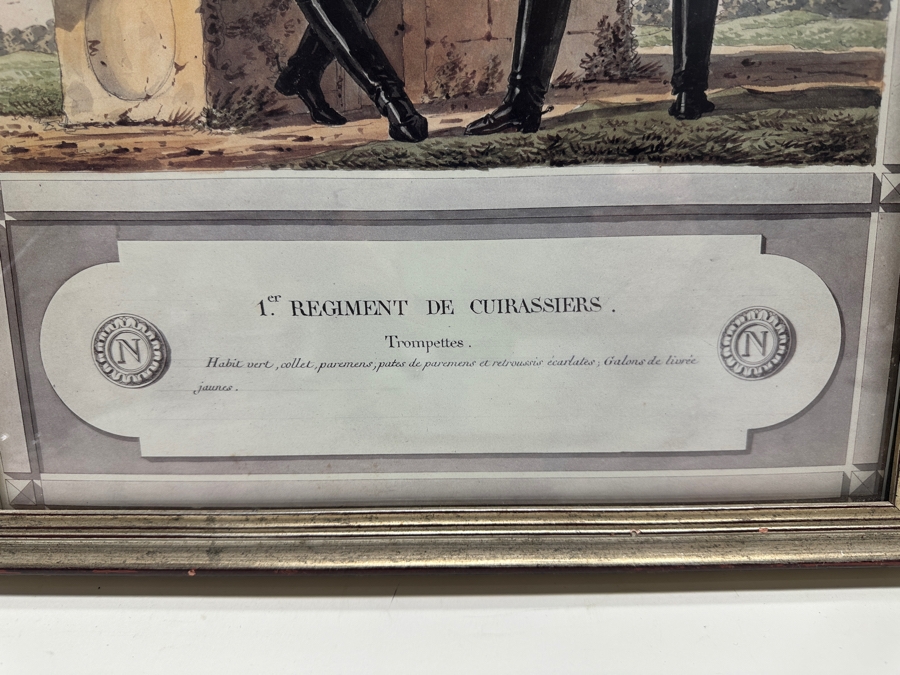 1.er REGIMENT DE CUIRASSIERS .
Trompettes .
Habit vert, collet, paremens, pates de paremens et retroussis écarlates ; Galons de livrée
jaunes .
N
N